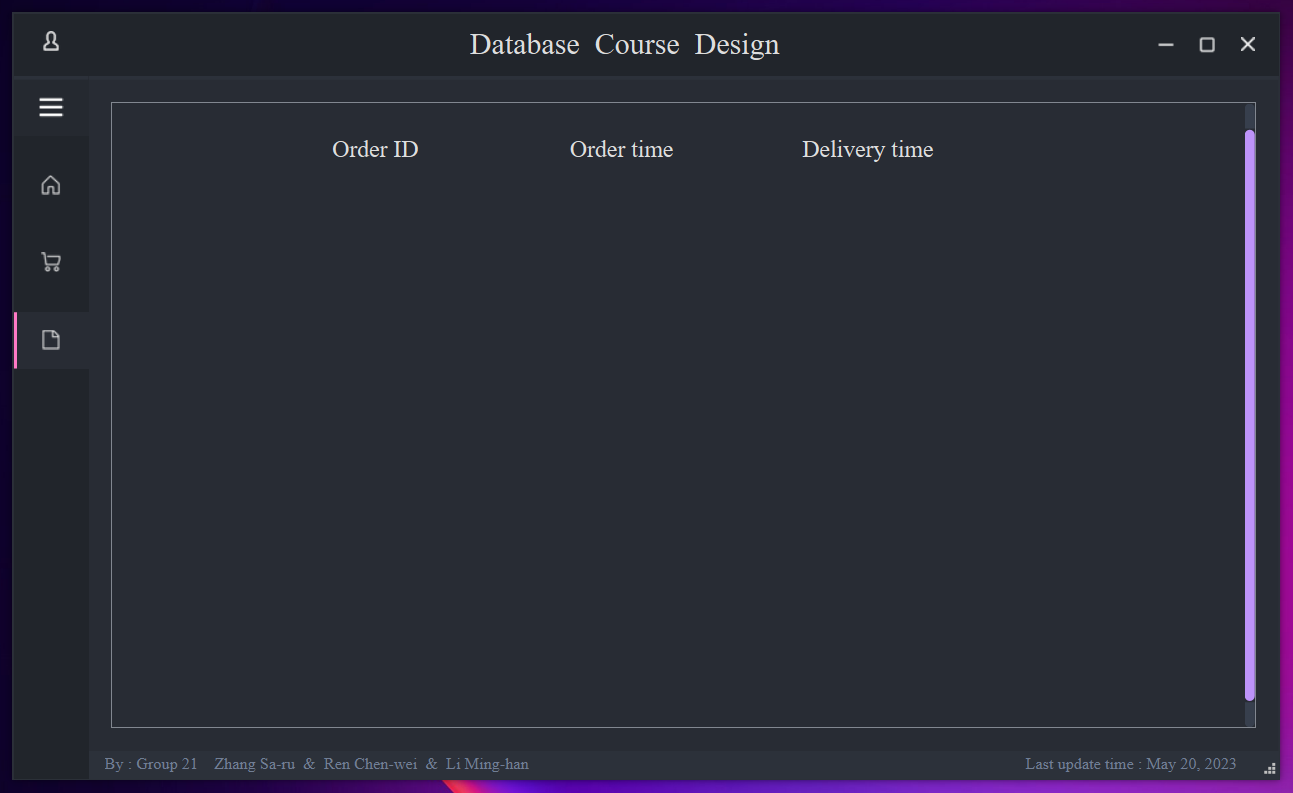 Database Course Design
Order ID Order time Delivery time
By : Group 21 Zhang Sa-ru & Ren Chen-wei & Li Ming-han Last update time : May 20, 2023